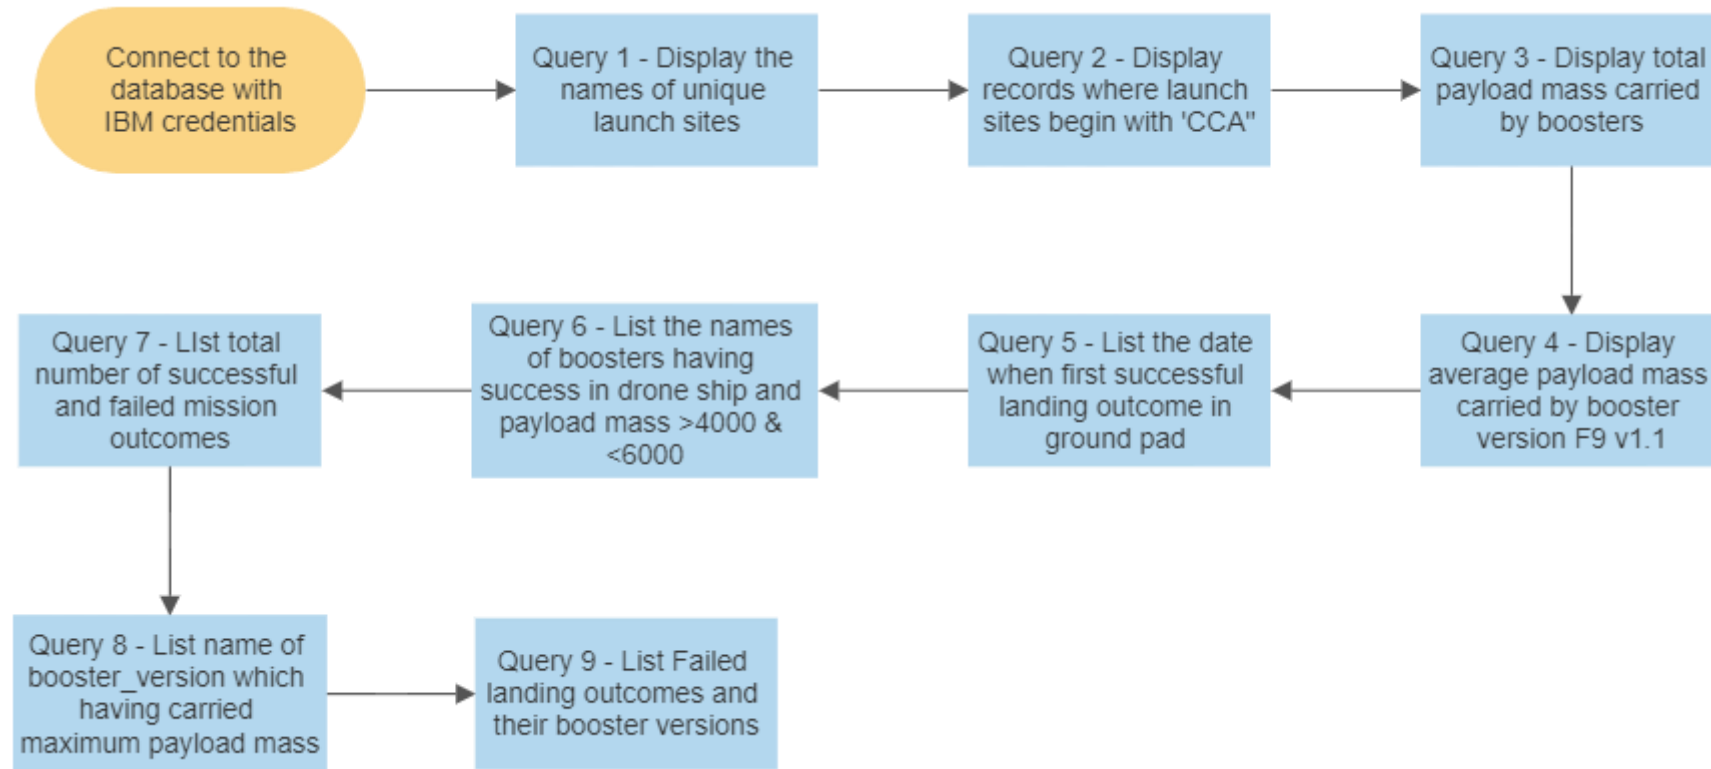 Connect to the
database with
IBM credentials
Query 1 - Display the
names of unique
launch sites
Query 2 - Display
records where launch
sites begin with 'CCA"
Query 3 - Display total
payload mass carried
by boosters
Query 4 - Display
average payload mass
carried by booster
version F9 v1.1
Query 5 - List the date
when first successful
landing outcome in
ground pad
Query 6 - List the names
of boosters having
success in drone ship and
payload mass >4000 &
<6000
Query 7 - LIst total
number of successful
and failed mission
outcomes
Query 8 - List name of
booster_version which
having carried
maximum payload mass
Query 9 - List Failed
landing outcomes and
their booster versions